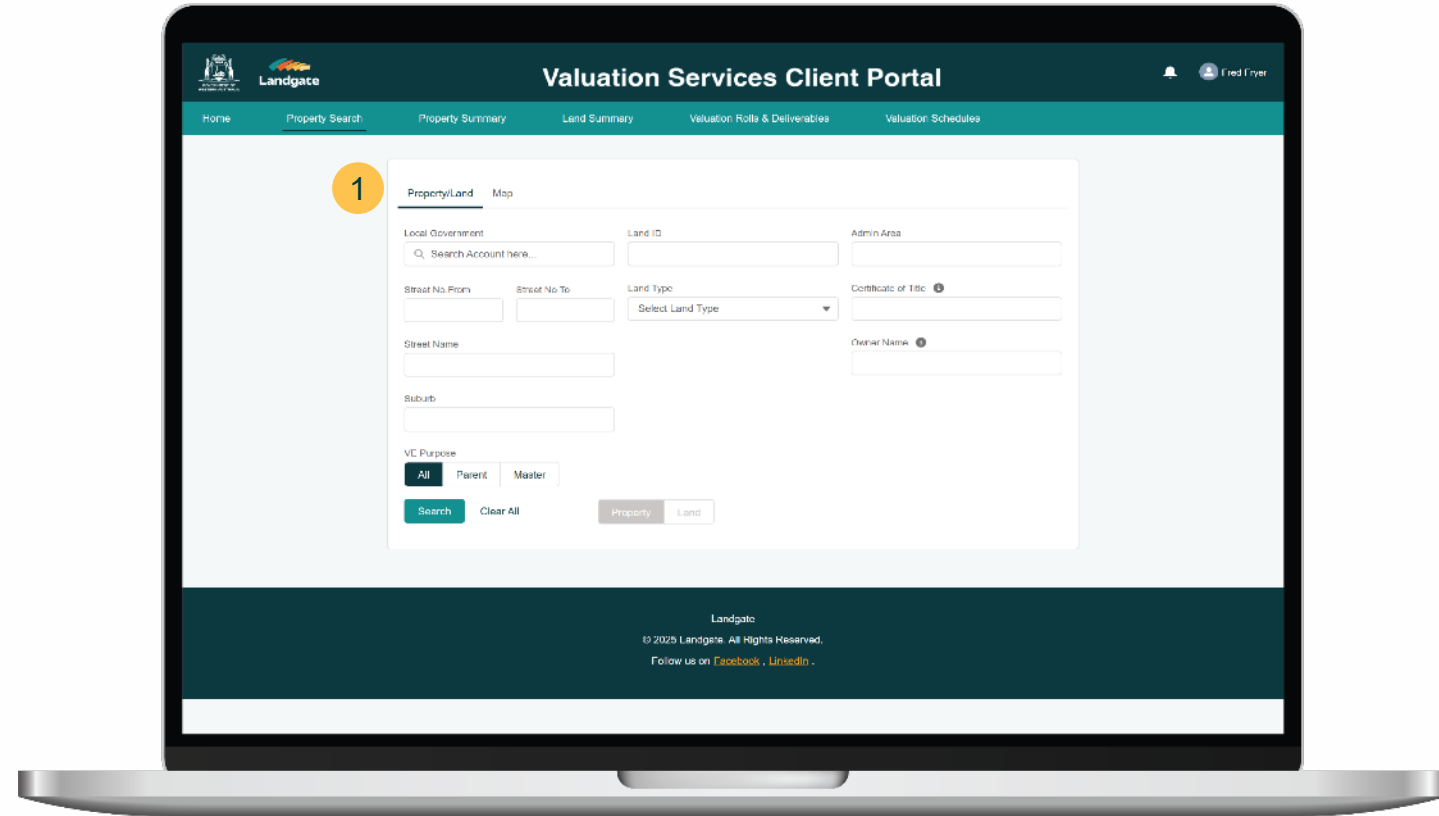 Landgate
Valuation Services Client Portal
Fred Fryer
Home Property Search Property Summary Land Summary Valuation Rolls & Deliverables Valuation Schedules
1
Property/Land Map
Local Government Land ID Admin Area
Search Account here...
Street No.From Street No.To Land Type Certificate of Title
Select Land Type
Street Name Owner Name
Suburb
VE Purpose
All Parent Master
Search Clear All Property Land
Landgate
© 2025 Landgate. All Rights Reserved.
Follow us on Facebook , LinkedIn .